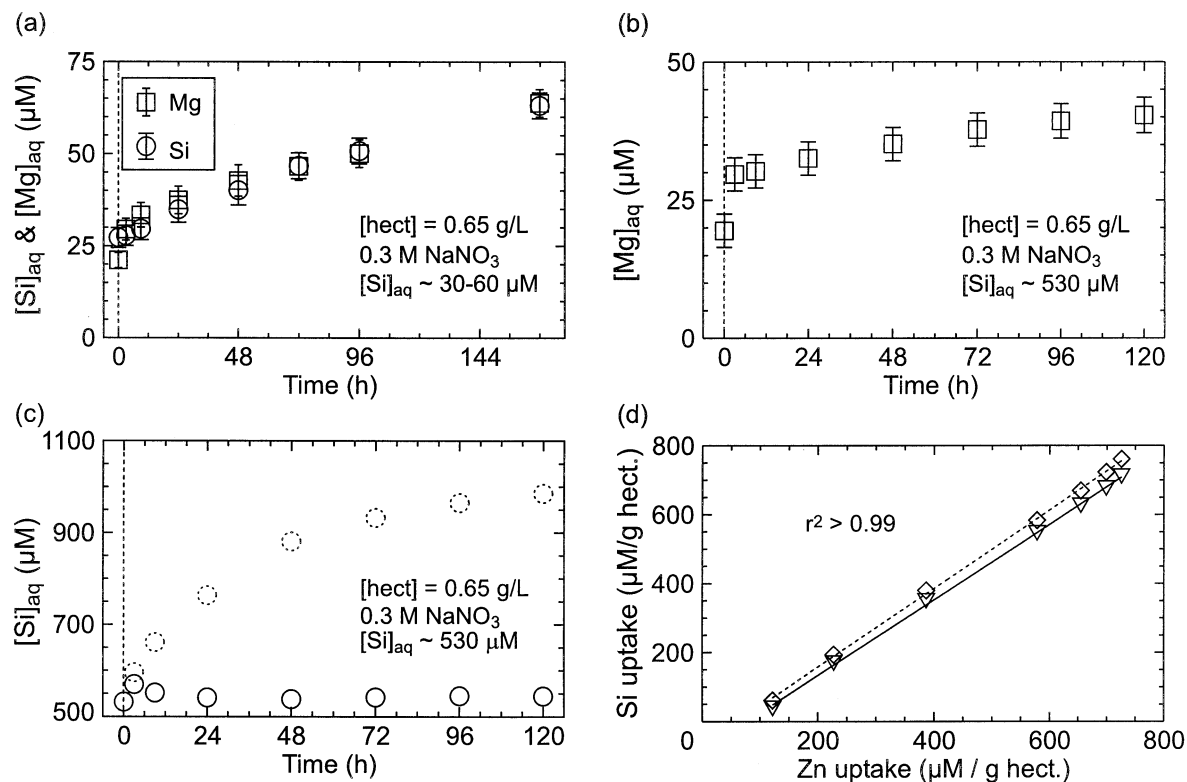 (a)
75
50
25
0
[Si]aq & [Mg]aq (µM)
Mg
Si
[hect] = 0.65 g/L
0.3 M NaNO3
[Si]aq ~ 30-60 µM
0 48 96 144
Time (h)
(b)
50
25
0
[Mg]aq (µM)
[hect] = 0.65 g/L
0.3 M NaNO3
[Si]aq ~ 530 µM
0 24 48 72 96 120
Time (h)
(c)
1100
900
700
500
[Si]aq (µM)
[hect] = 0.65 g/L
0.3 M NaNO3
[Si]aq ~ 530 µM
0 24 48 72 96 120
Time (h)
(d)
800
600
400
200
Si uptake (µM/g hect.)
r2 > 0.99
0 200 400 600 800
Zn uptake (µM / g hect.)